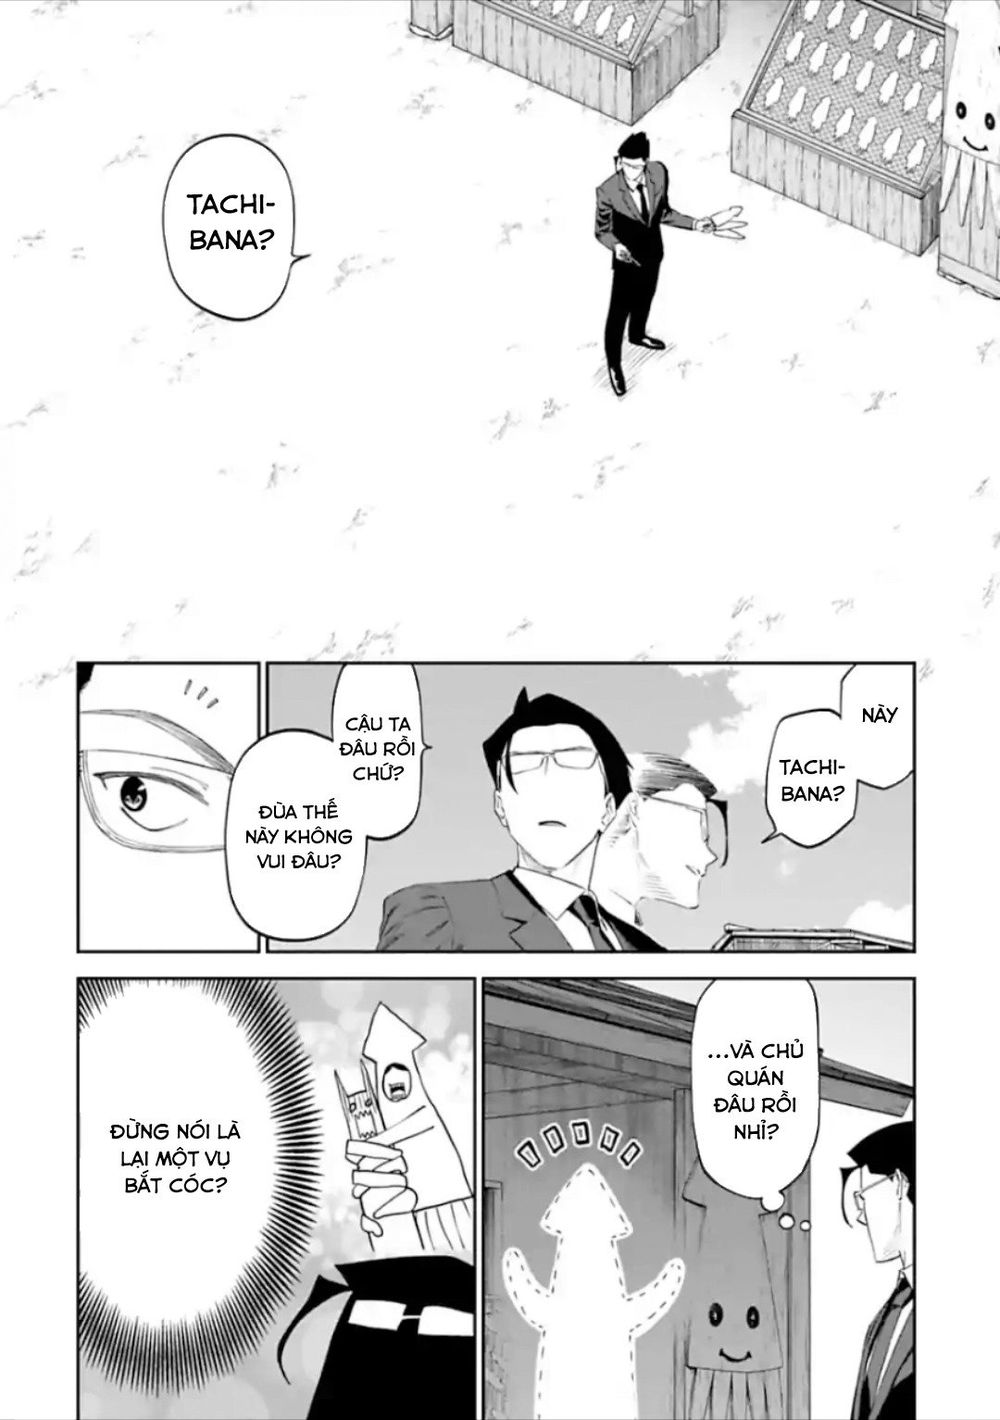 TACHI-
BANA?
NÀY
TACHI-
BANA?
CẬU TA
ĐÂU RỒI
CHỨ?
ĐÙA THẾ
NÀY KHÔNG
VUI ĐÂU?
...VÀ CHỦ
QUÁN
ĐÂU RỒI
NHỈ?
ĐỪNG NÓI LÀ
LẠI MỘT VỤ
BẮT CÓC?